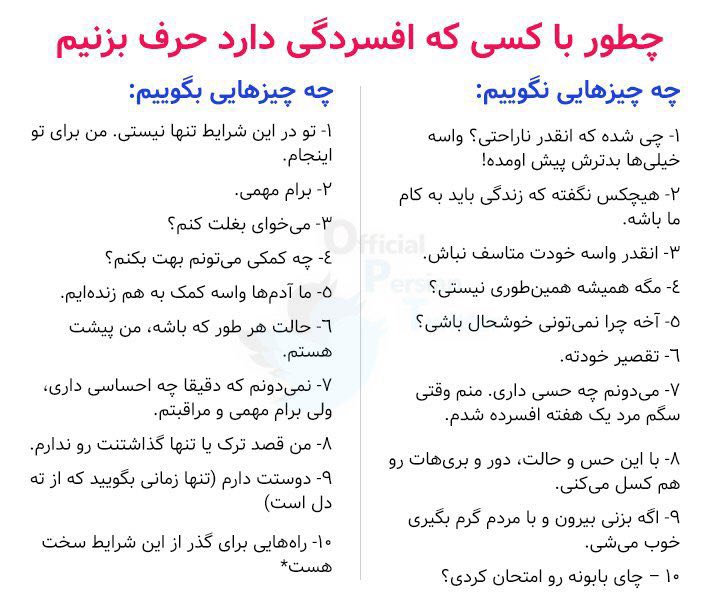 چطور با کسی که افسردگی دارد حرف بزنیم
چه چیزهایی نگوییم:
۱- چی شده که انقدر ناراحتی؟ واسه
خیلی‌ها بدترش پیش اومده!
۲- هیچکس نگفته که زندگی باید به کام
ما باشه.
۳- انقدر واسه خودت متاسف نباش.
٤- مگه همیشه همین‌طوری نیستی؟
۵- آخه چرا نمی‌تونی خوشحال باشی؟
٦- تقصیر خودته.
۷- می‌دونم چه حسی داری. منم وقتی
سگم مرد یک هفته افسرده شدم.
۸- با این حس و حالت، دور و بری‌هات رو
هم کسل می‌کنی.
۹- اگه بزنی بیرون و با مردم گرم بگیری
خوب می‌شی.
۱۰ – چای بابونه رو امتحان کردی؟
چه چیزهایی بگوییم:
۱- تو در این شرایط تنها نیستی. من برای تو
اینجام.
۲- برام مهمی.
۳- می‌خوای بغلت کنم؟
٤- چه کمکی می‌تونم بهت بکنم؟
۵- ما آدم‌ها واسه کمک به هم زنده‌ایم.
٦- حالت هر طور که باشه، من پیشت
هستم.
۷- نمی‌دونم که دقیقا چه احساسی داری،
ولی برام مهمی و مراقبتم.
۸- من قصد ترک یا تنها گذاشتنت رو ندارم.
۹- دوستت دارم (تنها زمانی بگویید که از ته
دل است)
۱۰- راه‌هایی برای گذر از این شرایط سخت
هست*
Official
Persian